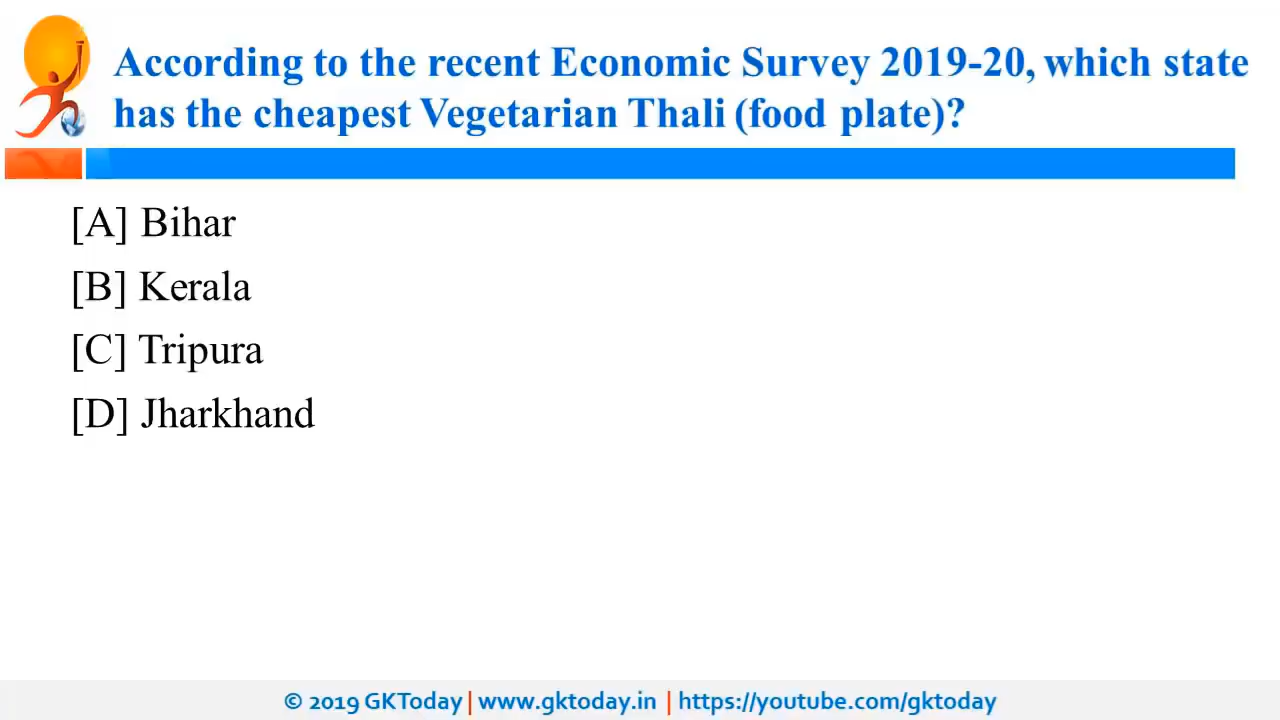 According to the recent Economic Survey 2019-20, which state
has the cheapest Vegetarian Thali (food plate)?
[A] Bihar
[B] Kerala
[C] Tripura
[D] Jharkhand
© 2019 GKToday | www.gktoday.in | https://youtube.com/gktoday